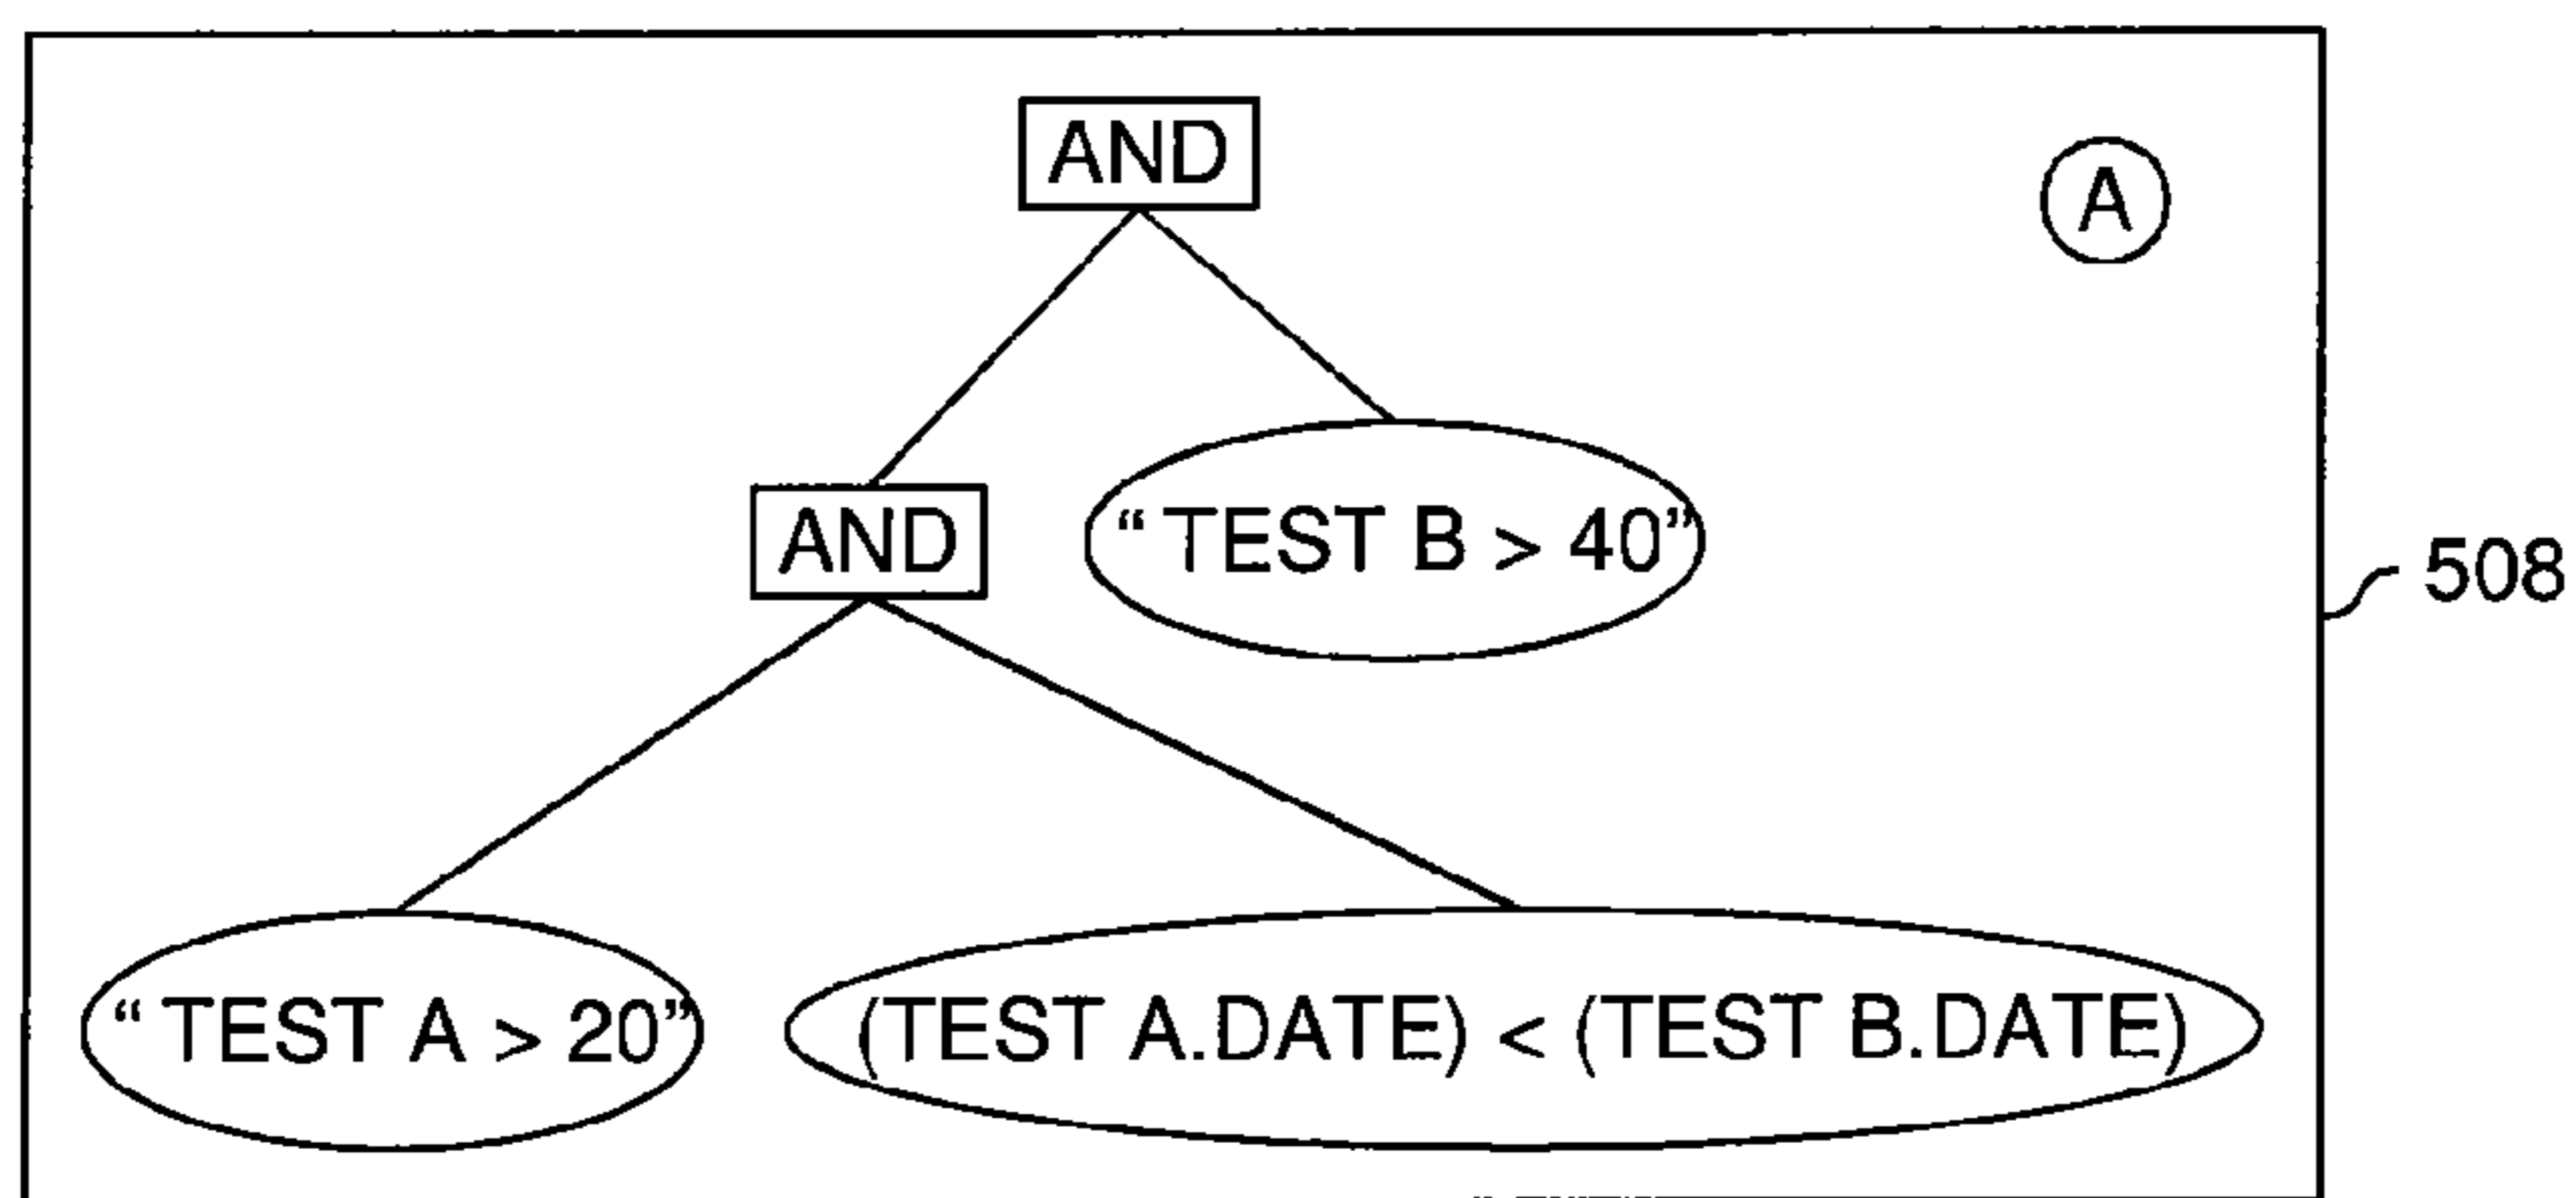 AND
A
AND
“ TEST B > 40”
508
“ TEST A > 20”
(TEST A.DATE) < (TEST B.DATE)